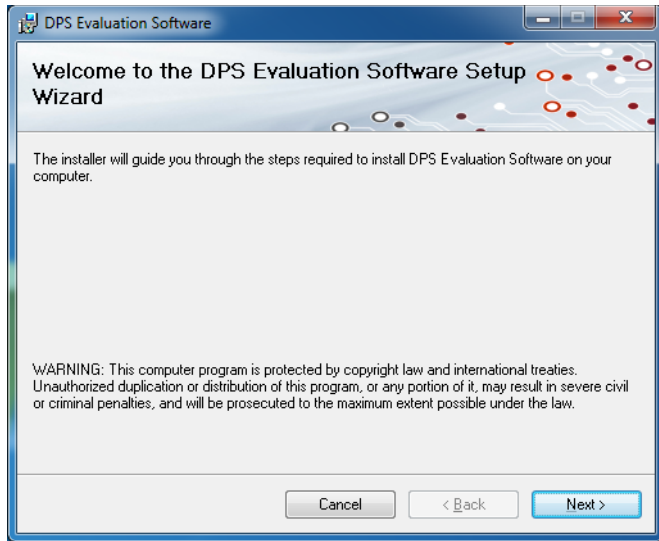 DPS Evaluation Software
Welcome to the DPS Evaluation Software Setup
Wizard
The installer will guide you through the steps required to install DPS Evaluation Software on your
computer.
WARNING: This computer program is protected by copyright law and international treaties.
Unauthorized duplication or distribution of this program, or any portion of it, may result in severe civil
or criminal penalties, and will be prosecuted to the maximum extent possible under the law.
Cancel
< Back
Next >